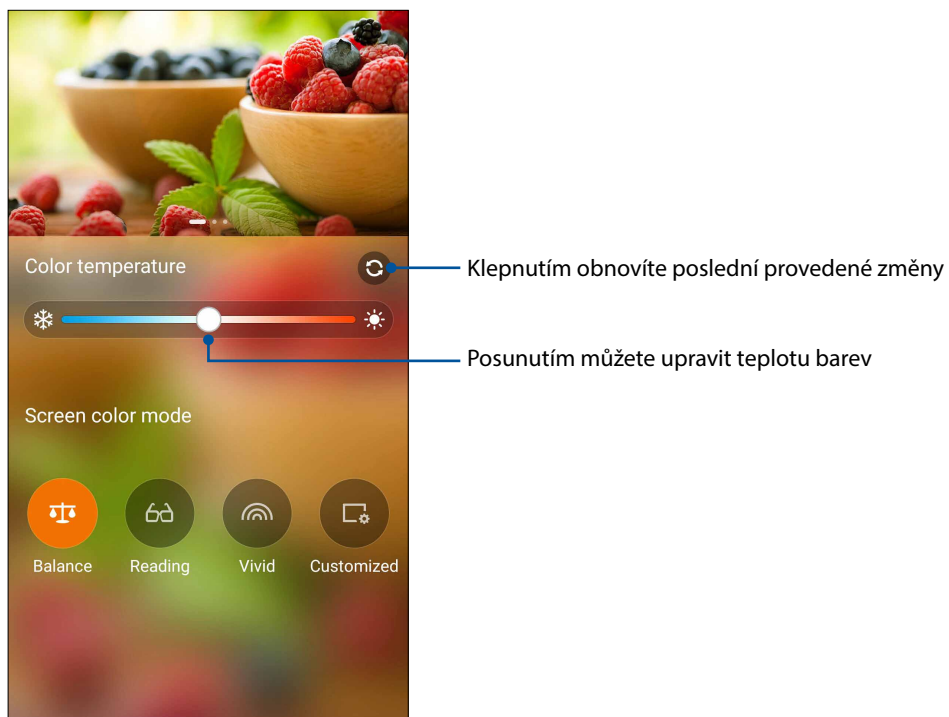 Color temperature
Klepnutím obnovíte poslední provedené změny
Posunutím můžete upravit teplotu barev
Screen color mode
Balance Reading Vivid Customized